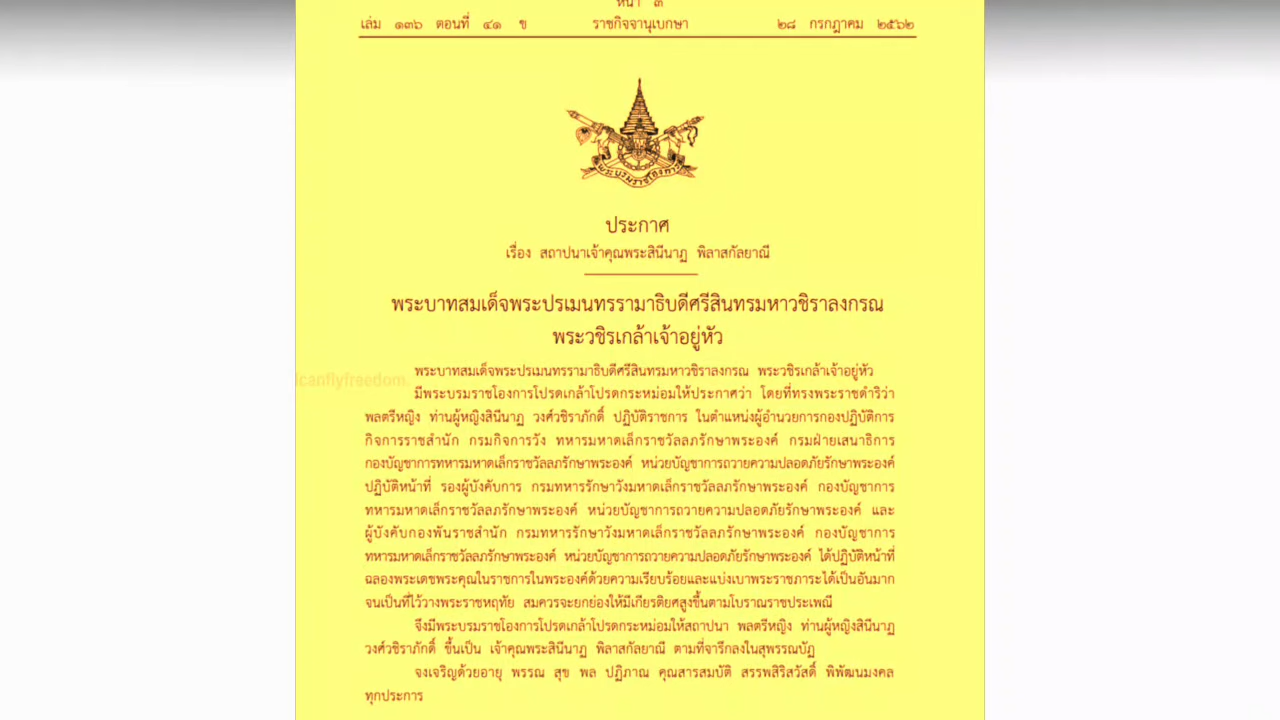 หน้า ๓
เล่ม ๑๓๖ ตอนที่ ๔๑ ข ราชกิจจานุเบกษา ๒๘ กรกฎาคม ๒๕๖๒
พระบรมราชโองการ
ประกาศ
เรื่อง สถาปนาเจ้าคุณพระสินีนาฏ พิลาสกัลยาณี
พระบาทสมเด็จพระปรเมนทรรามาธิบดีศรีสินทรมหาวชิราลงกรณ
พระวชิรเกล้าเจ้าอยู่หัว
พระบาทสมเด็จพระปรเมนทรรามาธิบดีศรีสินทรมหาวชิราลงกรณ พระวชิรเกล้าเจ้าอยู่หัว
icanflyfreedom.
มีพระบรมราชโองการโปรดเกล้าโปรดกระหม่อมให้ประกาศว่า โดยที่ทรงพระราชดำริว่า
พลตรีหญิง ท่านผู้หญิงสินีนาฏ วงศ์วชิราภักดิ์ ปฏิบัติราชการ ในตำแหน่งผู้อำนวยการกองปฏิบัติการ
กิจการราชสำนัก กรมกิจการวัง ทหารมหาดเล็กราชวัลลภรักษาพระองค์ กรมฝ่ายเสนาธิการ
กองบัญชาการทหารมหาดเล็กราชวัลลภรักษาพระองค์ หน่วยบัญชาการถวายความปลอดภัยรักษาพระองค์
ปฏิบัติหน้าที่ รองผู้บังคับการ กรมทหารรักษาวังมหาดเล็กราชวัลลภรักษาพระองค์ กองบัญชาการ
ทหารมหาดเล็กราชวัลลภรักษาพระองค์ หน่วยบัญชาการถวายความปลอดภัยรักษาพระองค์ และ
ผู้บังคับกองพันราชสำนัก กรมทหารรักษาวังมหาดเล็กราชวัลลภรักษาพระองค์ กองบัญชาการ
ทหารมหาดเล็กราชวัลลภรักษาพระองค์ หน่วยบัญชาการถวายความปลอดภัยรักษาพระองค์ ได้ปฏิบัติหน้าที่
ฉลองพระเดชพระคุณในราชการในพระองค์ด้วยความเรียบร้อยและแบ่งเบาพระราชภาระได้เป็นอันมาก
จนเป็นที่ไว้วางพระราชหฤทัย สมควรจะยกย่องให้มีเกียรติยศสูงขึ้นตามโบราณราชประเพณี
จึงมีพระบรมราชโองการโปรดเกล้าโปรดกระหม่อมให้สถาปนา พลตรีหญิง ท่านผู้หญิงสินีนาฏ
วงศ์วชิราภักดิ์ ขึ้นเป็น เจ้าคุณพระสินีนาฏ พิลาสกัลยาณี ตามที่จารึกลงในสุพรรณบัฏ
จงเจริญด้วยอายุ พรรณ สุข พล ปฏิภาณ คุณสารสมบัติ สรรพสิริสวัสดิ์ พิพัฒนมงคล
ทุกประการ